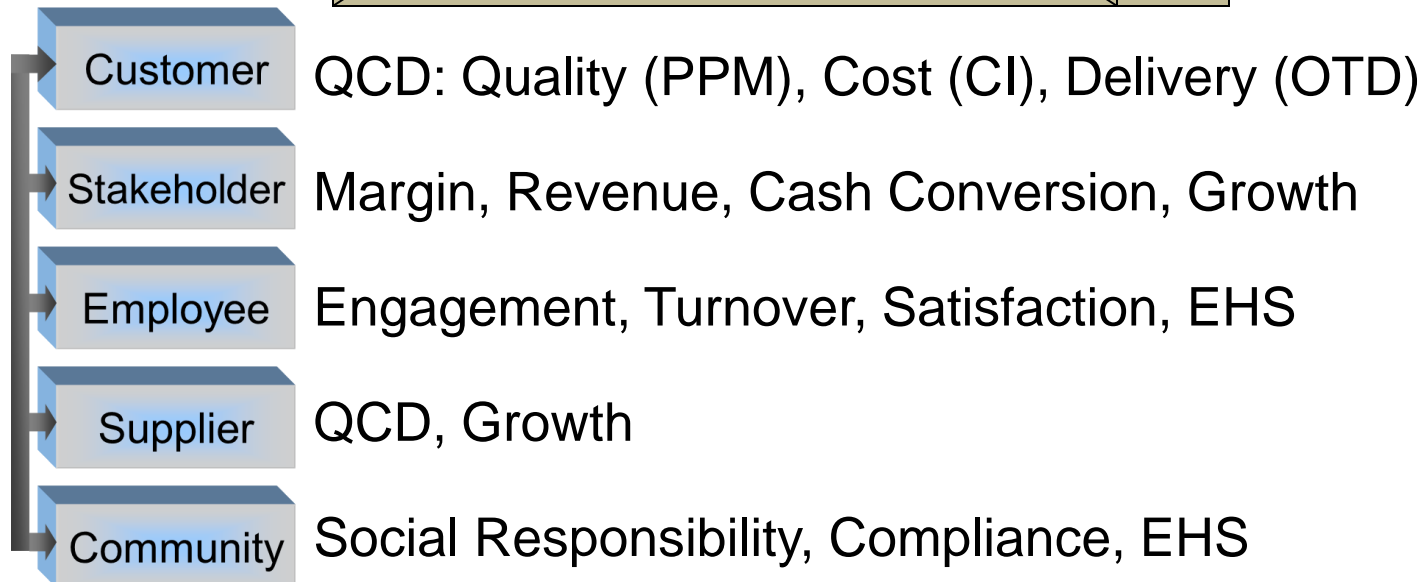 Customer QCD: Quality (PPM), Cost (CI), Delivery (OTD)
Stakeholder Margin, Revenue, Cash Conversion, Growth
Employee Engagement, Turnover, Satisfaction, EHS
Supplier QCD, Growth
Community Social Responsibility, Compliance, EHS